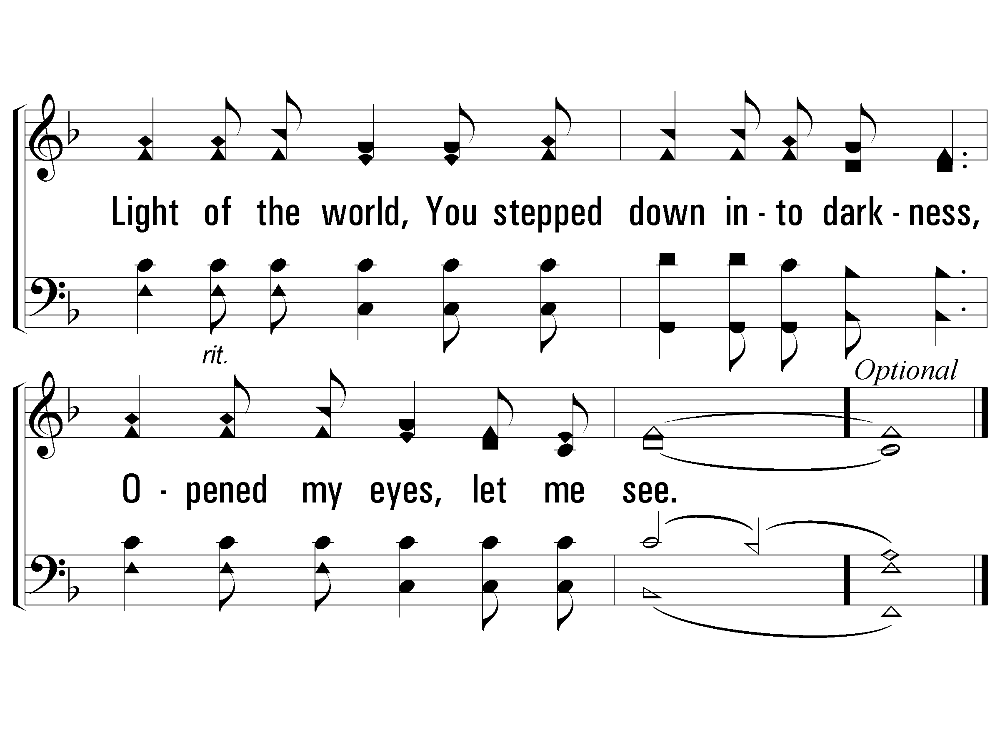 Light of the world, You stepped down in - to dark - ness,
rit.
Optional
O - pened my eyes, let me see.